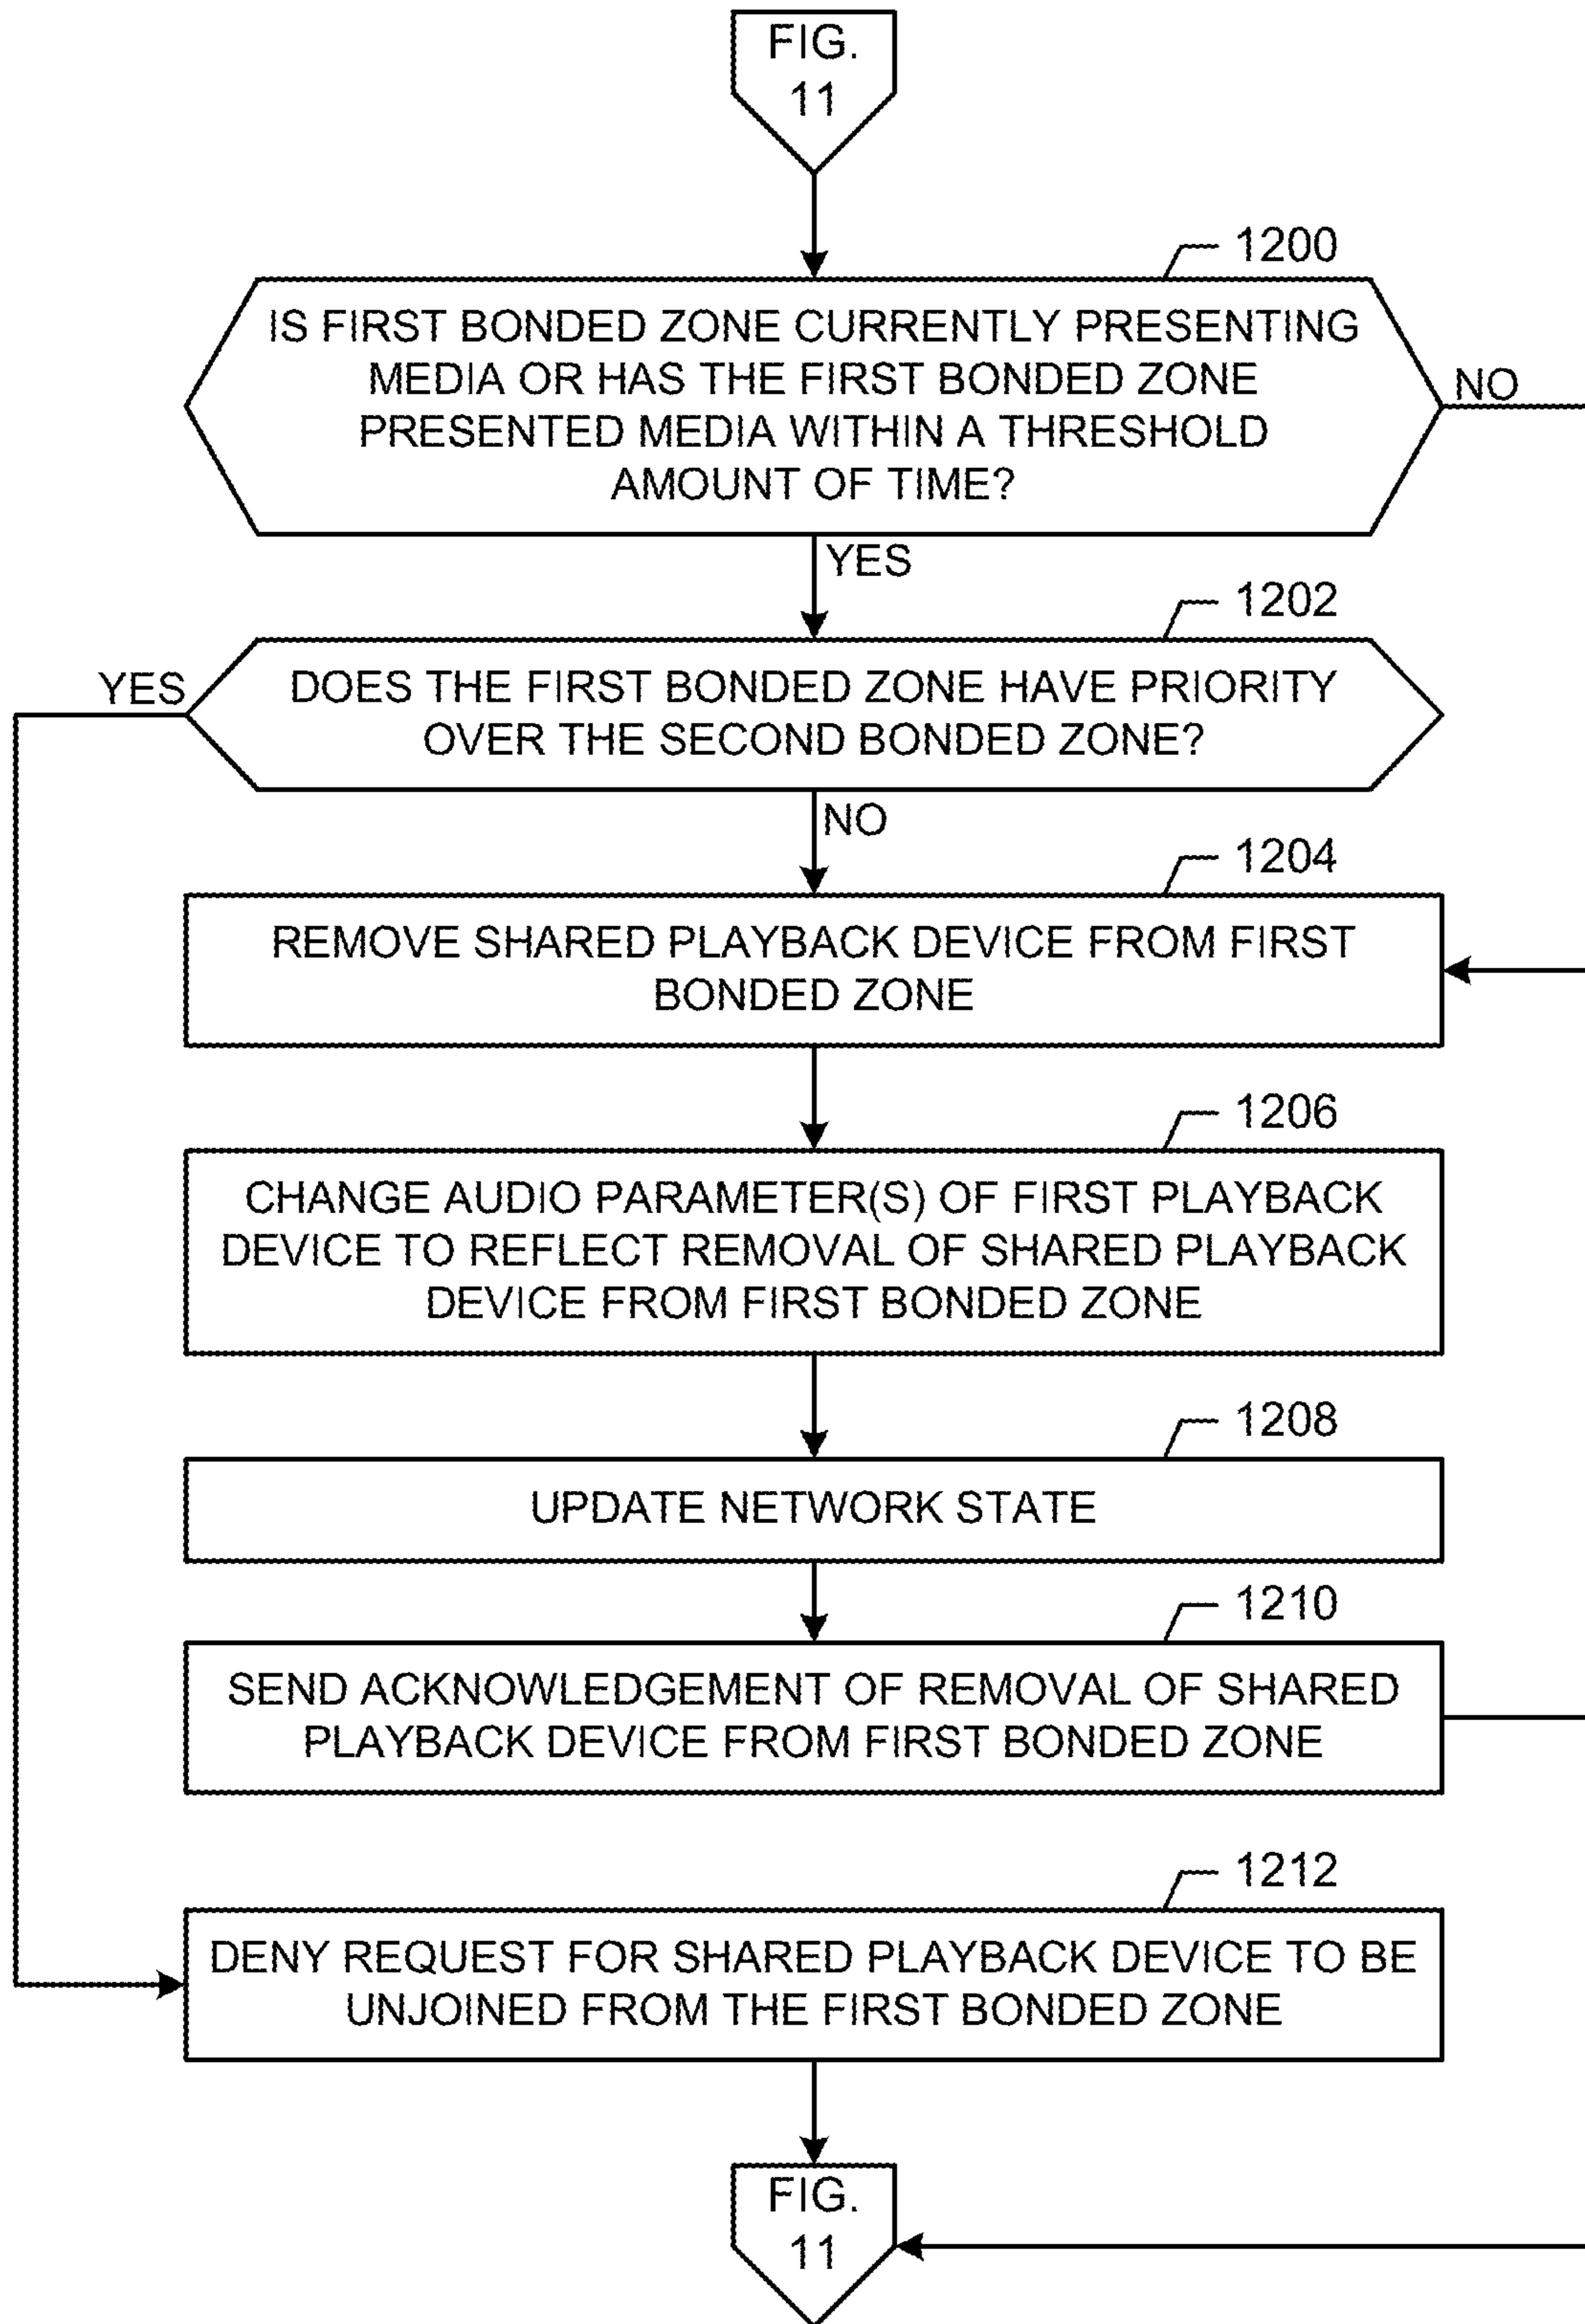 FIG.
11
1200
IS FIRST BONDED ZONE CURRENTLY PRESENTING
MEDIA OR HAS THE FIRST BONDED ZONE
PRESENTED MEDIA WITHIN A THRESHOLD
AMOUNT OF TIME?
NO
YES
1202
YES
DOES THE FIRST BONDED ZONE HAVE PRIORITY
OVER THE SECOND BONDED ZONE?
NO
1204
REMOVE SHARED PLAYBACK DEVICE FROM FIRST
BONDED ZONE
1206
CHANGE AUDIO PARAMETER(S) OF FIRST PLAYBACK
DEVICE TO REFLECT REMOVAL OF SHARED PLAYBACK
DEVICE FROM FIRST BONDED ZONE
1208
UPDATE NETWORK STATE
1210
SEND ACKNOWLEDGEMENT OF REMOVAL OF SHARED
PLAYBACK DEVICE FROM FIRST BONDED ZONE
1212
DENY REQUEST FOR SHARED PLAYBACK DEVICE TO BE
UNJOINED FROM THE FIRST BONDED ZONE
FIG.
11